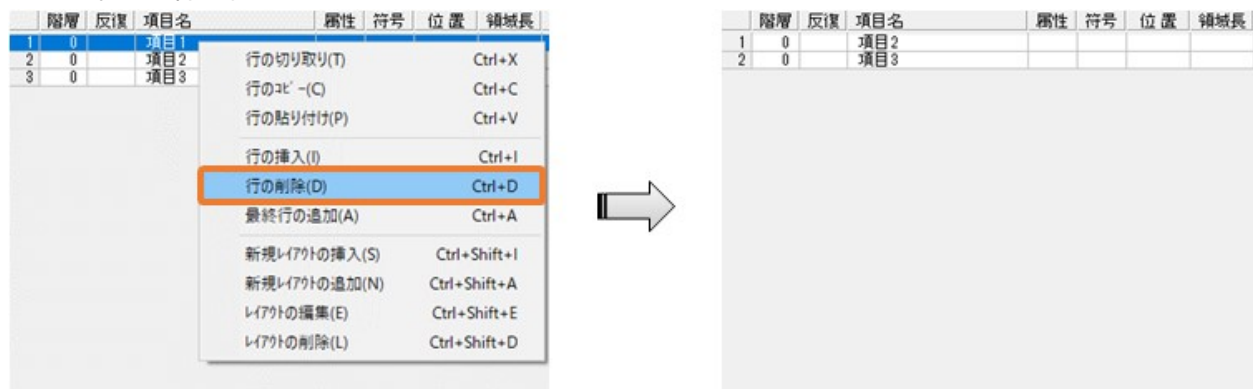 階層 反復 項目名 属性 符号 位置 領域長
1 0 項目1
2 0 項目2
3 0 項目3
行の切り取り(T) Ctrl+X
行のｺﾋﾟｰ(C) Ctrl+C
行の貼り付け(P) Ctrl+V
行の挿入(I) Ctrl+I
行の削除(D) Ctrl+D
最終行の追加(A) Ctrl+A
新規ﾚｲｱｳﾄの挿入(S) Ctrl+Shift+I
新規ﾚｲｱｳﾄの追加(N) Ctrl+Shift+A
ﾚｲｱｳﾄの編集(E) Ctrl+Shift+E
ﾚｲｱｳﾄの削除(L) Ctrl+Shift+D
階層 反復 項目名 属性 符号 位置 領域長
1 0 項目2
2 0 項目3